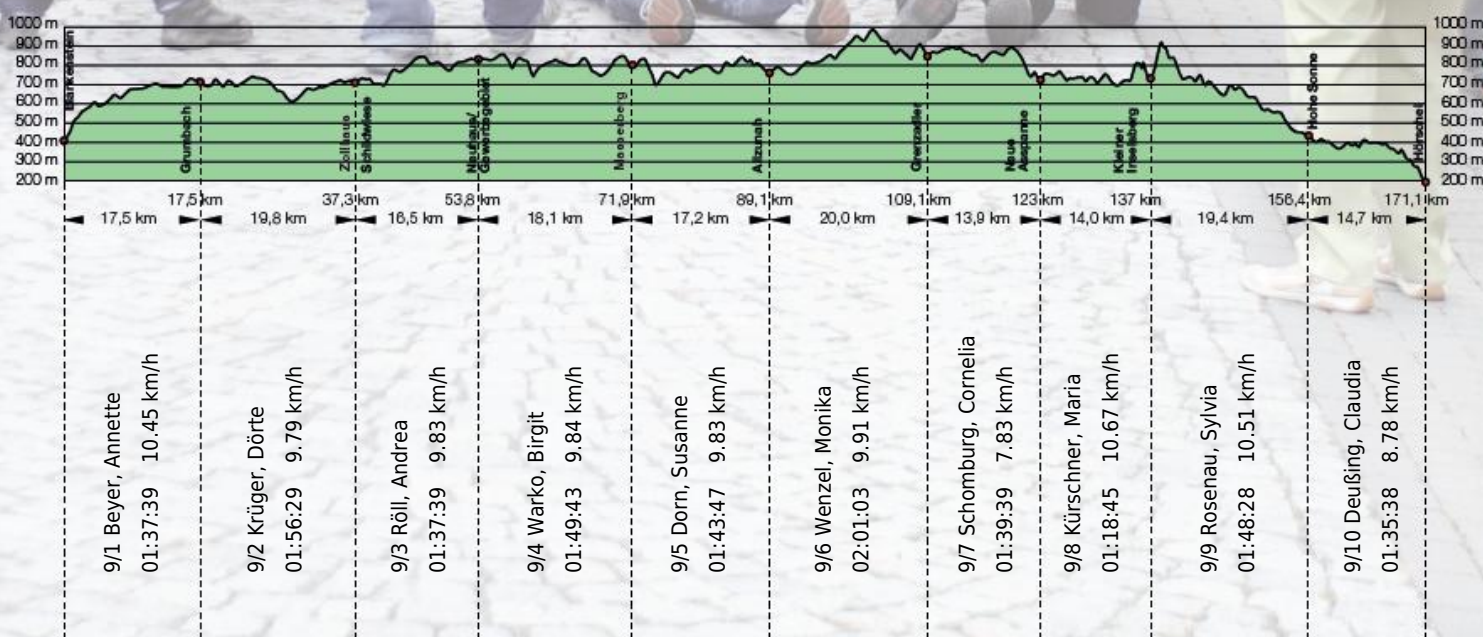 1000 m
900 m
800 m
700 m
600 m
500 m
400 m
300 m
200 m
1000 m
900 m
800 m
700 m
600 m
500 m
400 m
300 m
200 m
Blankenstein
Grumbach
Zollhaus
Schildwiese
Neuhaus/
Masserberg
Allzunah
Grenzadler
Neue
Ausspanne
Kleiner
Inselsberg
Hohe Sonne
Hörschel
17,5 km
37,3 km
53,8 km
71,9 km
89,1 km
109,1 km
123 km
137 km
156,4 km
171,1 km
17,5 km
19,8 km
16,5 km
18,1 km
17,2 km
20,0 km
13,9 km
14,0 km
19,4 km
14,7 km
9/1 Beyer, Annette
01:37:39 10.45 km/h
9/2 Krüger, Dörte
01:56:29 9.79 km/h
9/3 Röll, Andrea
01:37:39 9.83 km/h
9/4 Warko, Birgit
01:49:43 9.84 km/h
9/5 Dorn, Susanne
01:43:47 9.83 km/h
9/6 Wenzel, Monika
02:01:03 9.91 km/h
9/7 Schomburg, Cornelia
01:39:39 7.83 km/h
9/8 Kürschner, Maria
01:18:45 10.67 km/h
9/9 Rosenau, Sylvia
01:48:28 10.51 km/h
9/10 Deußing, Claudia
01:35:38 8.78 km/h